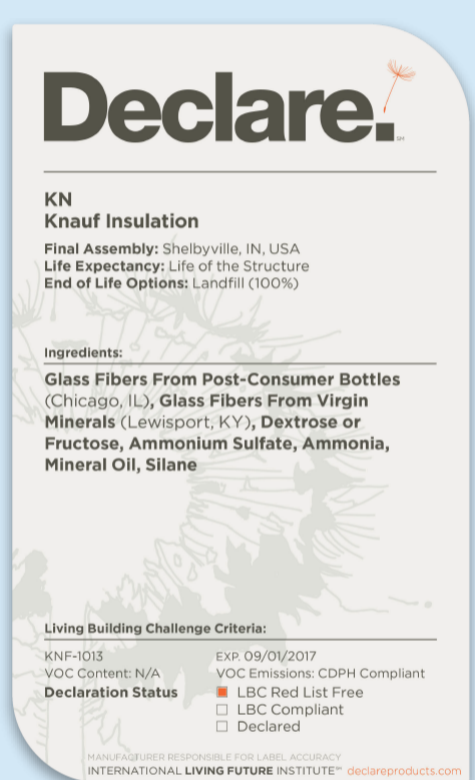 Declare.
SM
KN
Knauf Insulation
Final Assembly: Shelbyville, IN, USA
Life Expectancy: Life of the Structure
End of Life Options: Landfill (100%)
Ingredients:
Glass Fibers From Post-Consumer Bottles
(Chicago, IL), Glass Fibers From Virgin
Minerals (Lewisport, KY), Dextrose or
Fructose, Ammonium Sulfate, Ammonia,
Mineral Oil, Silane
Living Building Challenge Criteria:
KNF-1013 EXP. 09/01/2017
VOC Content: N/A VOC Emissions: CDPH Compliant
Declaration Status LBC Red List Free
LBC Compliant
Declared
MANUFACTURER RESPONSIBLE FOR LABEL ACCURACY
INTERNATIONAL LIVING FUTURE INSTITUTE℠ declareproducts.com